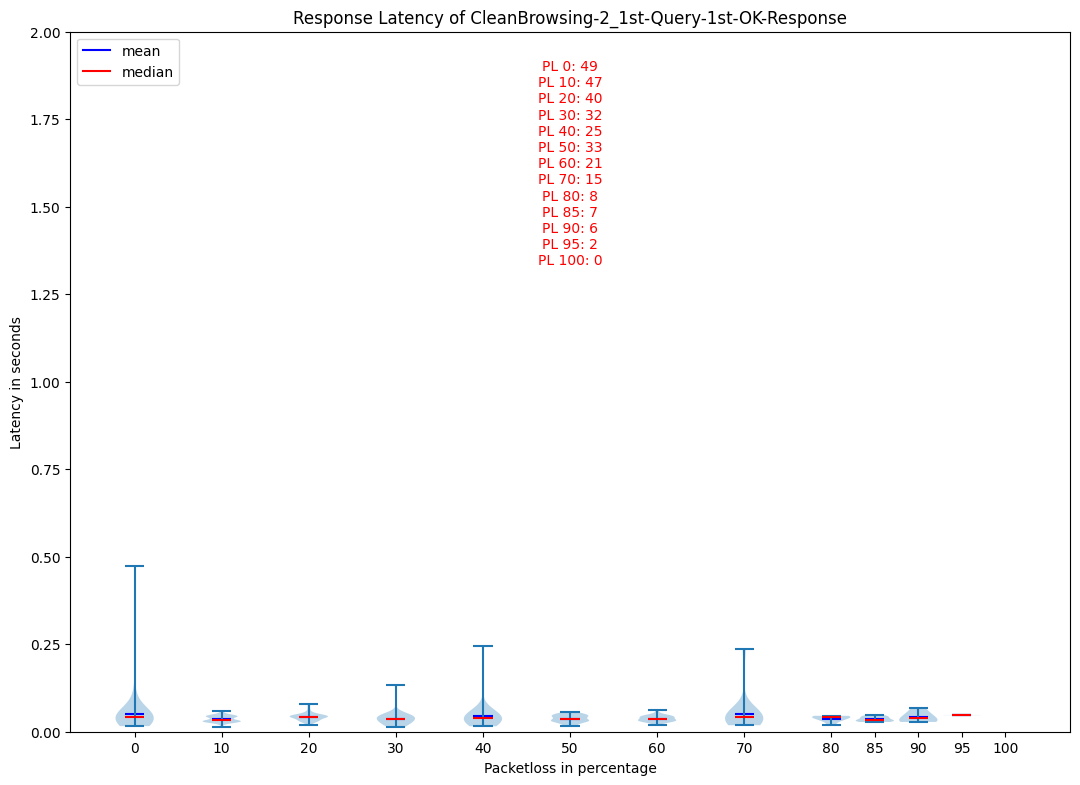 Response Latency of CleanBrowsing-2_1st-Query-1st-OK-Response
mean
median
PL 0: 49
PL 10: 47
PL 20: 40
PL 30: 32
PL 40: 25
PL 50: 33
PL 60: 21
PL 70: 15
PL 80: 8
PL 85: 7
PL 90: 6
PL 95: 2
PL 100: 0
Latency in seconds
2.00
1.75
1.50
1.25
1.00
0.75
0.50
0.25
0.00
0 10 20 30 40 50 60 70 80 85 90 95 100
Packetloss in percentage